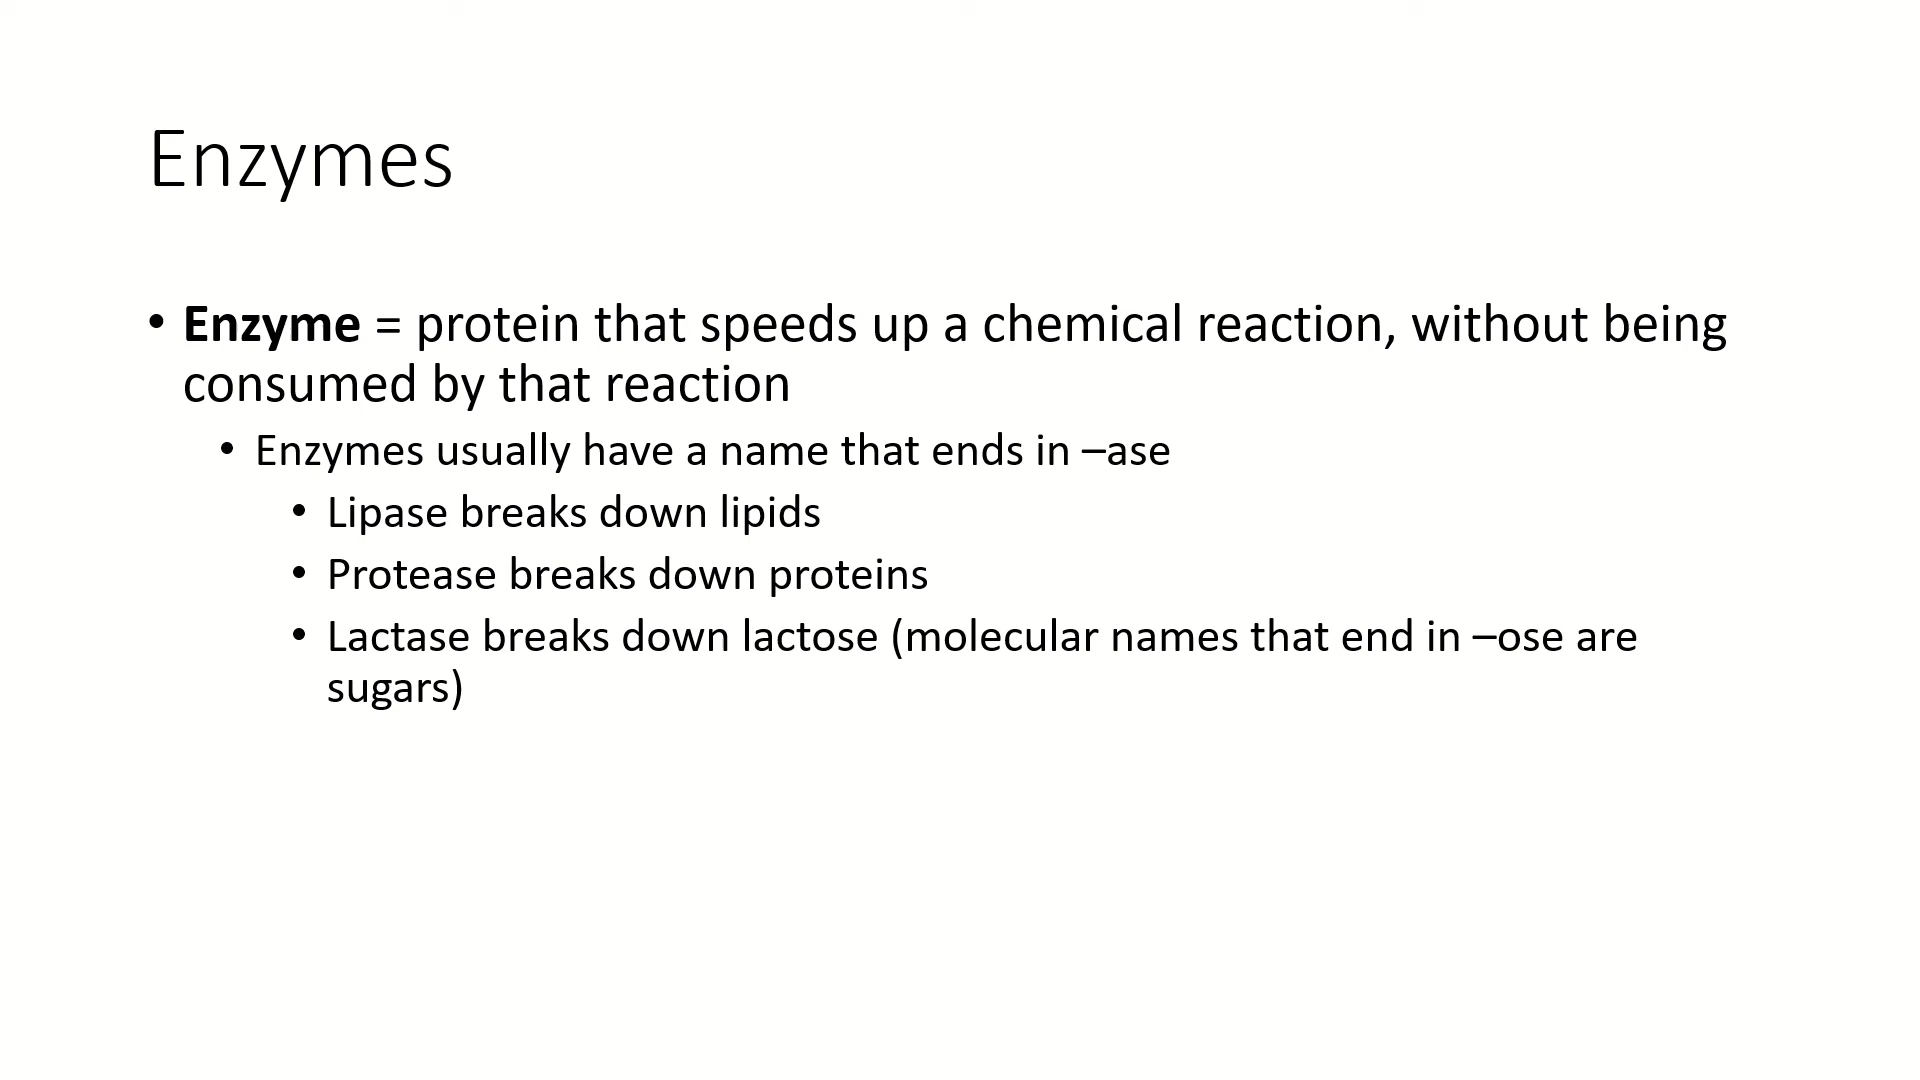 Enzymes
• Enzyme = protein that speeds up a chemical reaction, without being
consumed by that reaction
• Enzymes usually have a name that ends in –ase
• Lipase breaks down lipids
• Protease breaks down proteins
• Lactase breaks down lactose (molecular names that end in –ose are
sugars)